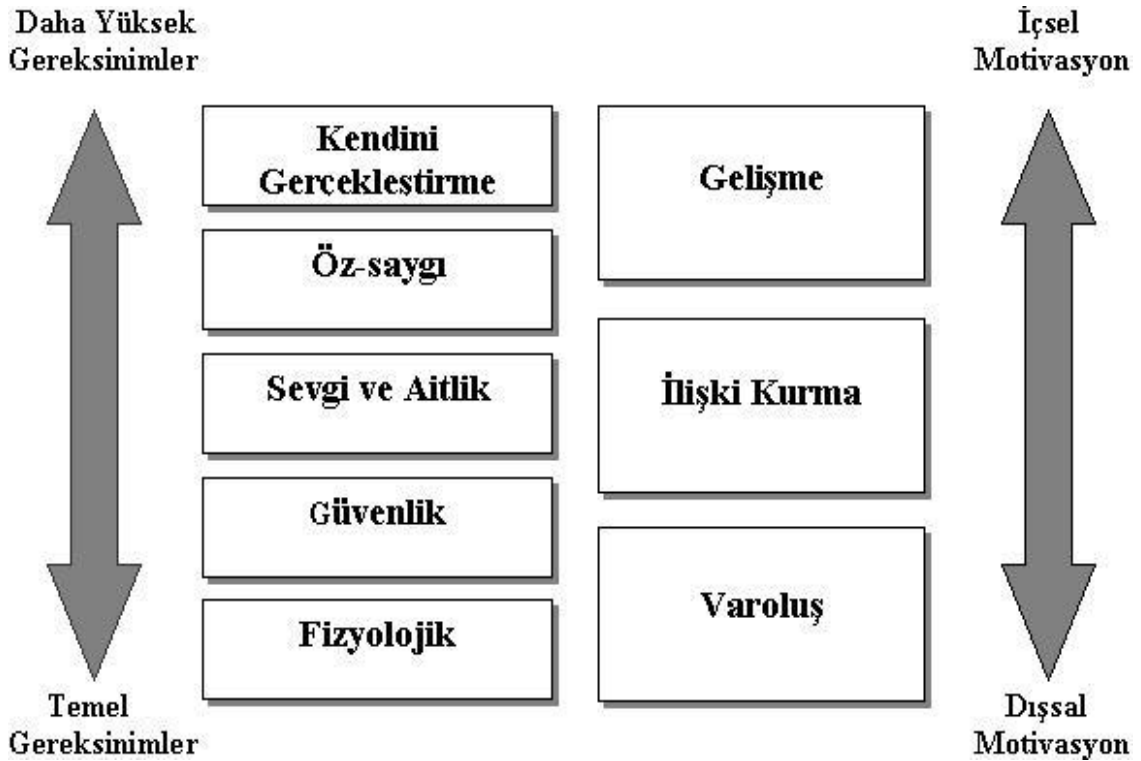 Daha Yüksek
Gereksinimler
İçsel
Motivasyon
Kendini
Gerçekleştirme
Öz-saygı
Sevgi ve Aitlik
Güvenlik
Fizyolojik
Gelişme
İlişki Kurma
Varoluş
Temel
Gereksinimler
Dışsal
Motivasyon